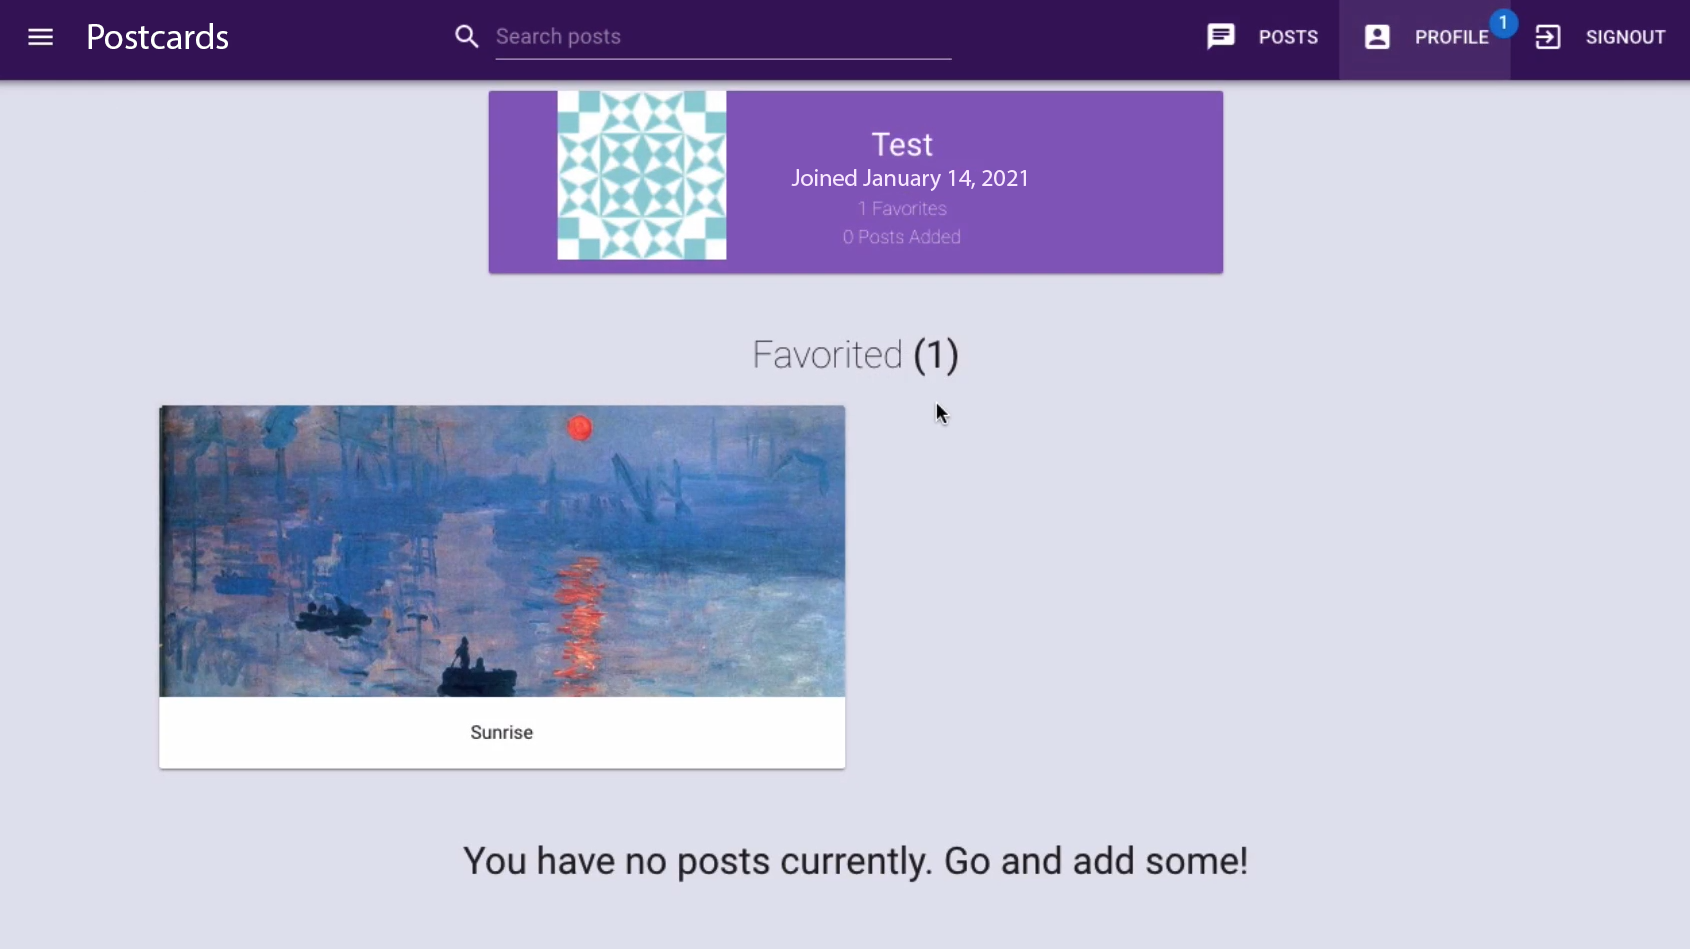 Postcards
Search posts
POSTS
PROFILE
1
SIGNOUT
Test
Joined January 14, 2021
1 Favorites
0 Posts Added
Favorited (1)
Sunrise
You have no posts currently. Go and add some!